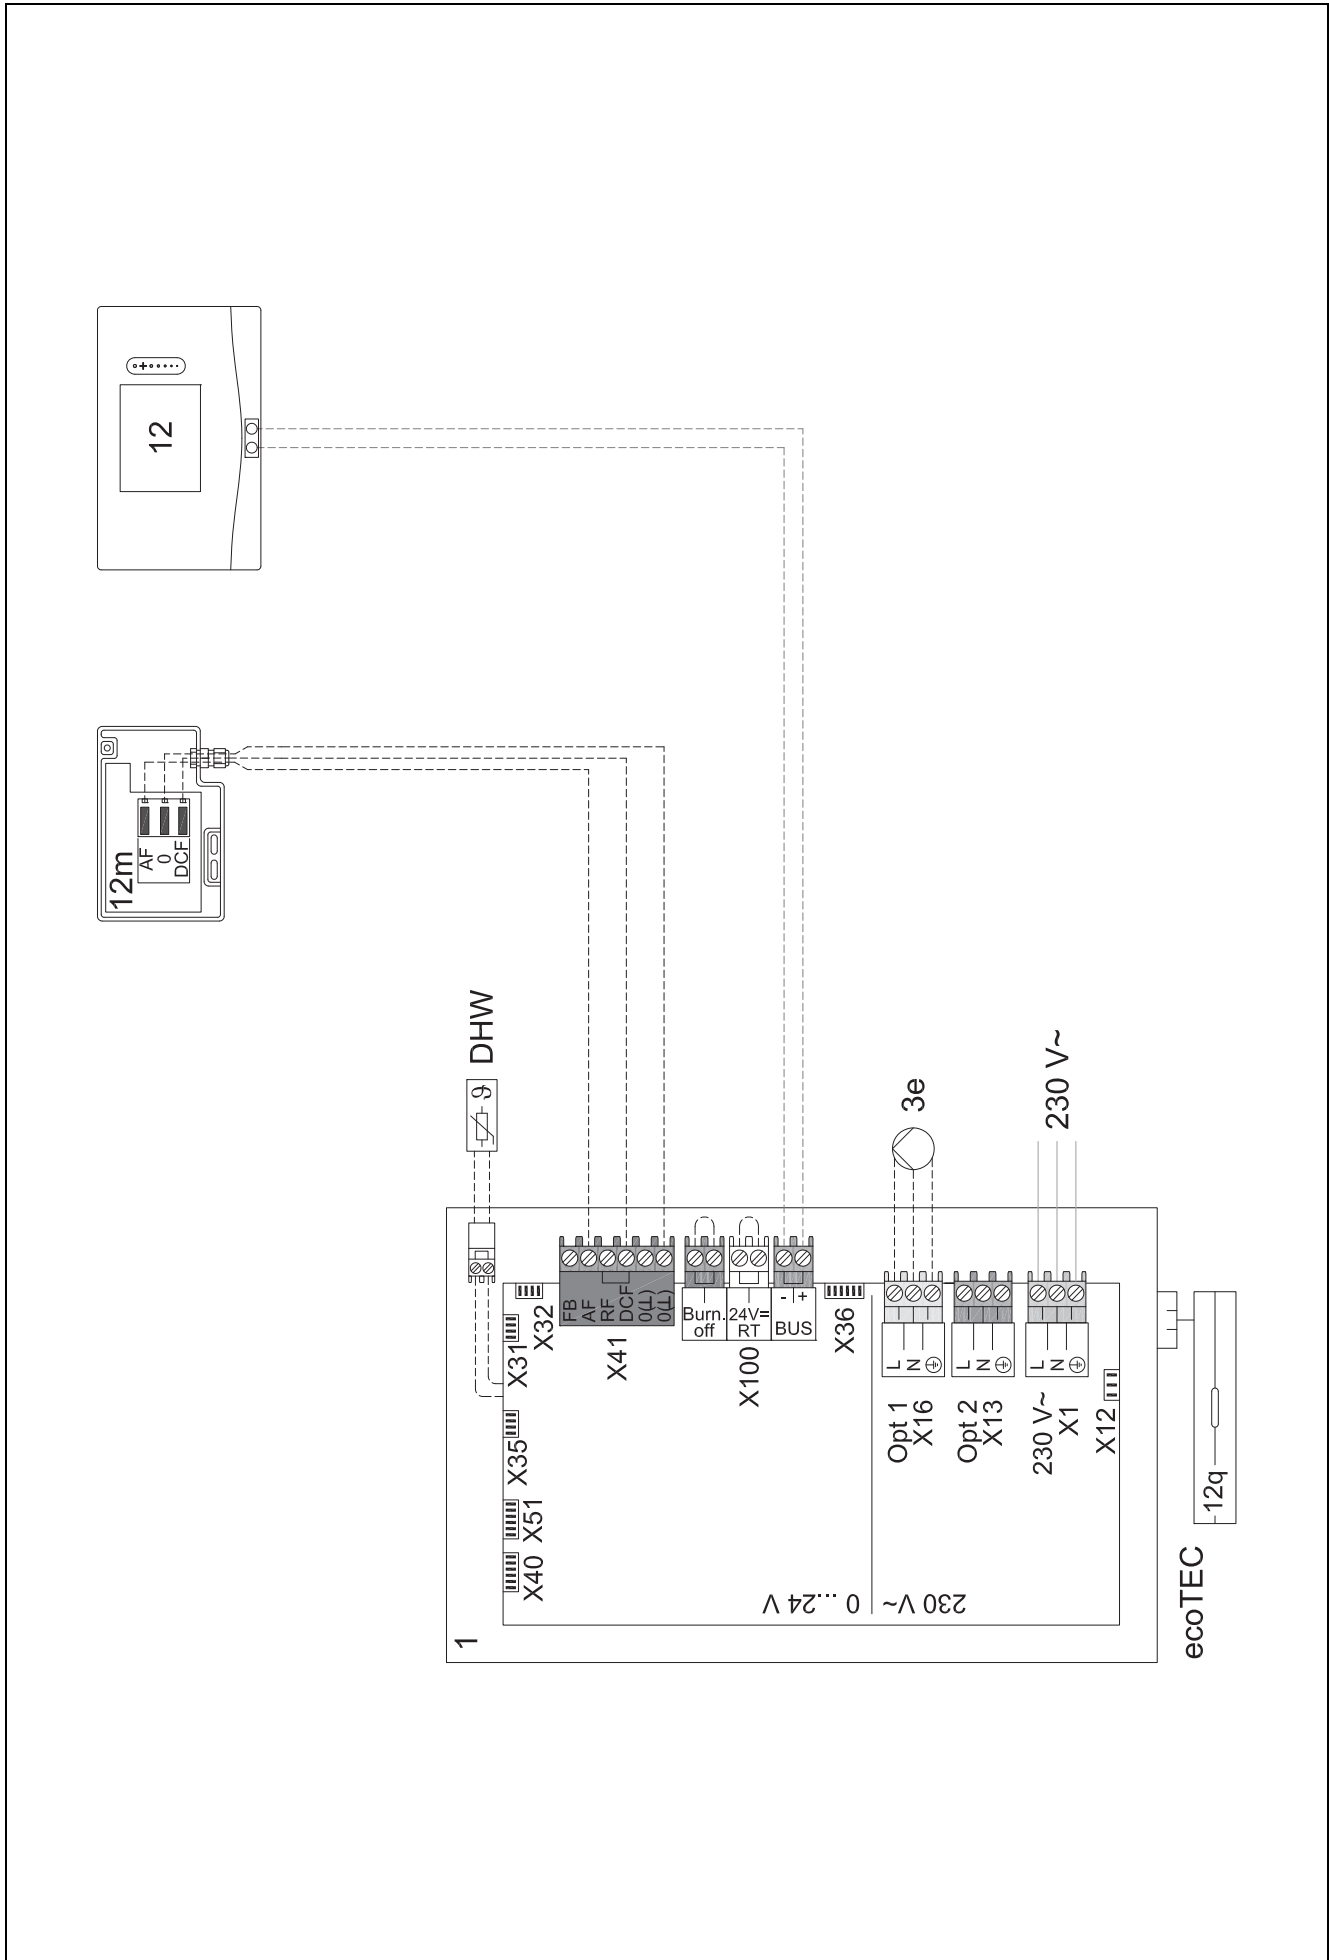 12
12m
AF
0
DCF
DHW
ϑ
3e
230 V~
1
X40
X51
X35
X31
X32
FB
AF
RF
DCF
0(⊥)
0(⊥)
X41
Burn.
off
24V=
RT
X100
- +
BUS
X36
0 ...24 V
230 V~
L
N
Opt 1
X16
L
N
Opt 2
X13
L
N
230 V~
X1
X12
ecoTEC
12q